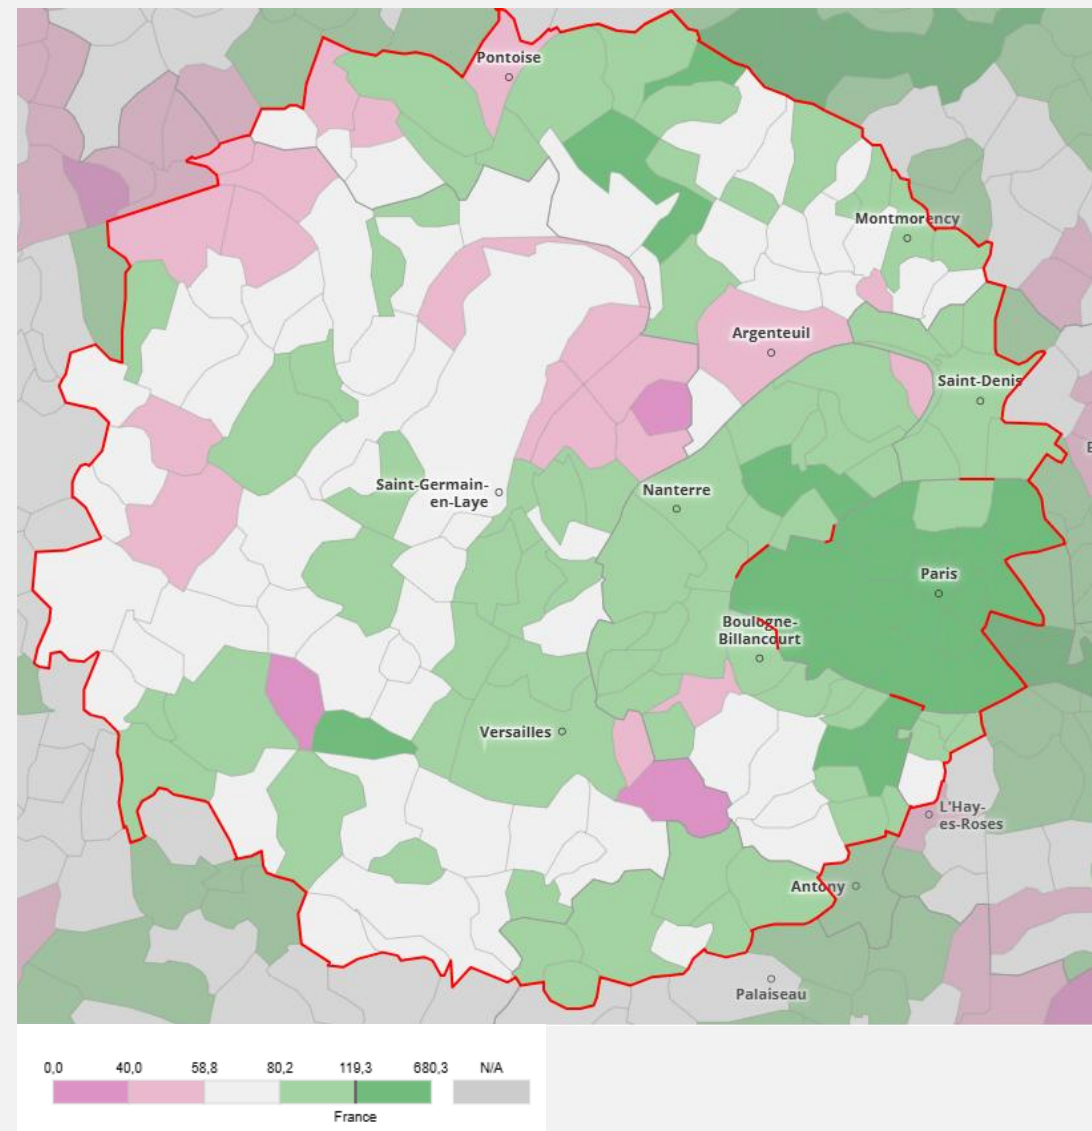 Pontoise
Montmorency
Argenteuil
Saint-Denis
Saint-Germain-
en-Laye
Nanterre
Paris
Boulogne-
Billancourt
Versailles
L'Hay-
es-Roses
Antony
Palaiseau
0,0 40,0 58,8 80,2 119,3 680,3 N/A
France